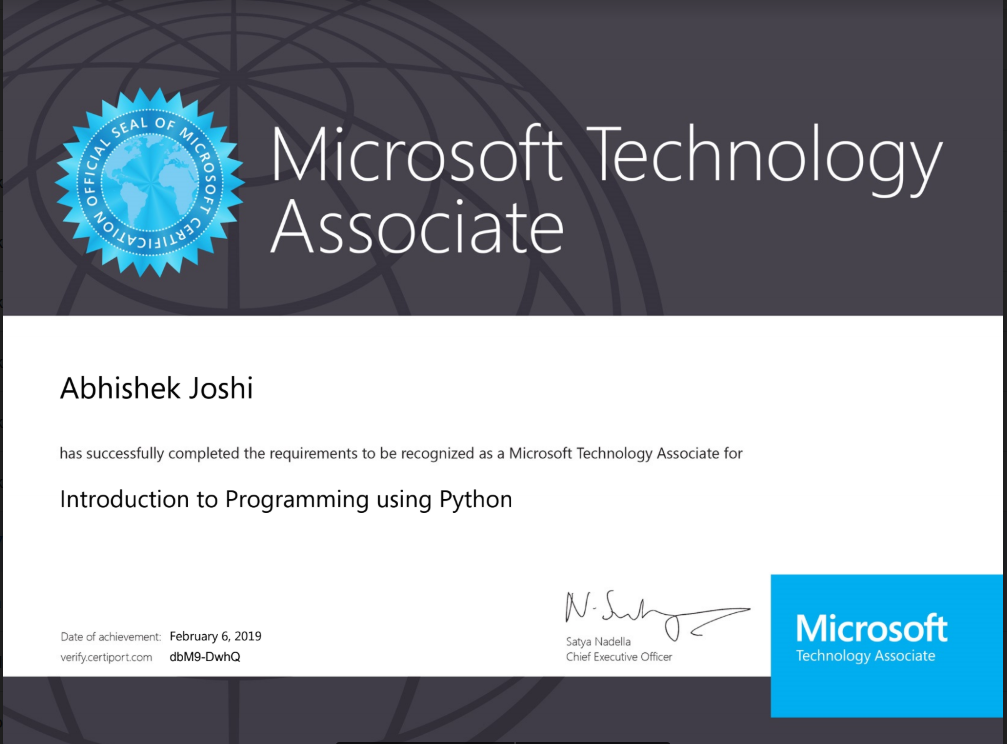 OFFICIAL SEAL OF MICROSOFT CERTIFICATION
Microsoft Technology
Associate
Abhishek Joshi
has successfully completed the requirements to be recognized as a Microsoft Technology Associate for
Introduction to Programming using Python
Date of achievement: February 6, 2019
verify.certiport.com dbM9-DwhQ
Satya Nadella
Chief Executive Officer
Microsoft
Technology Associate